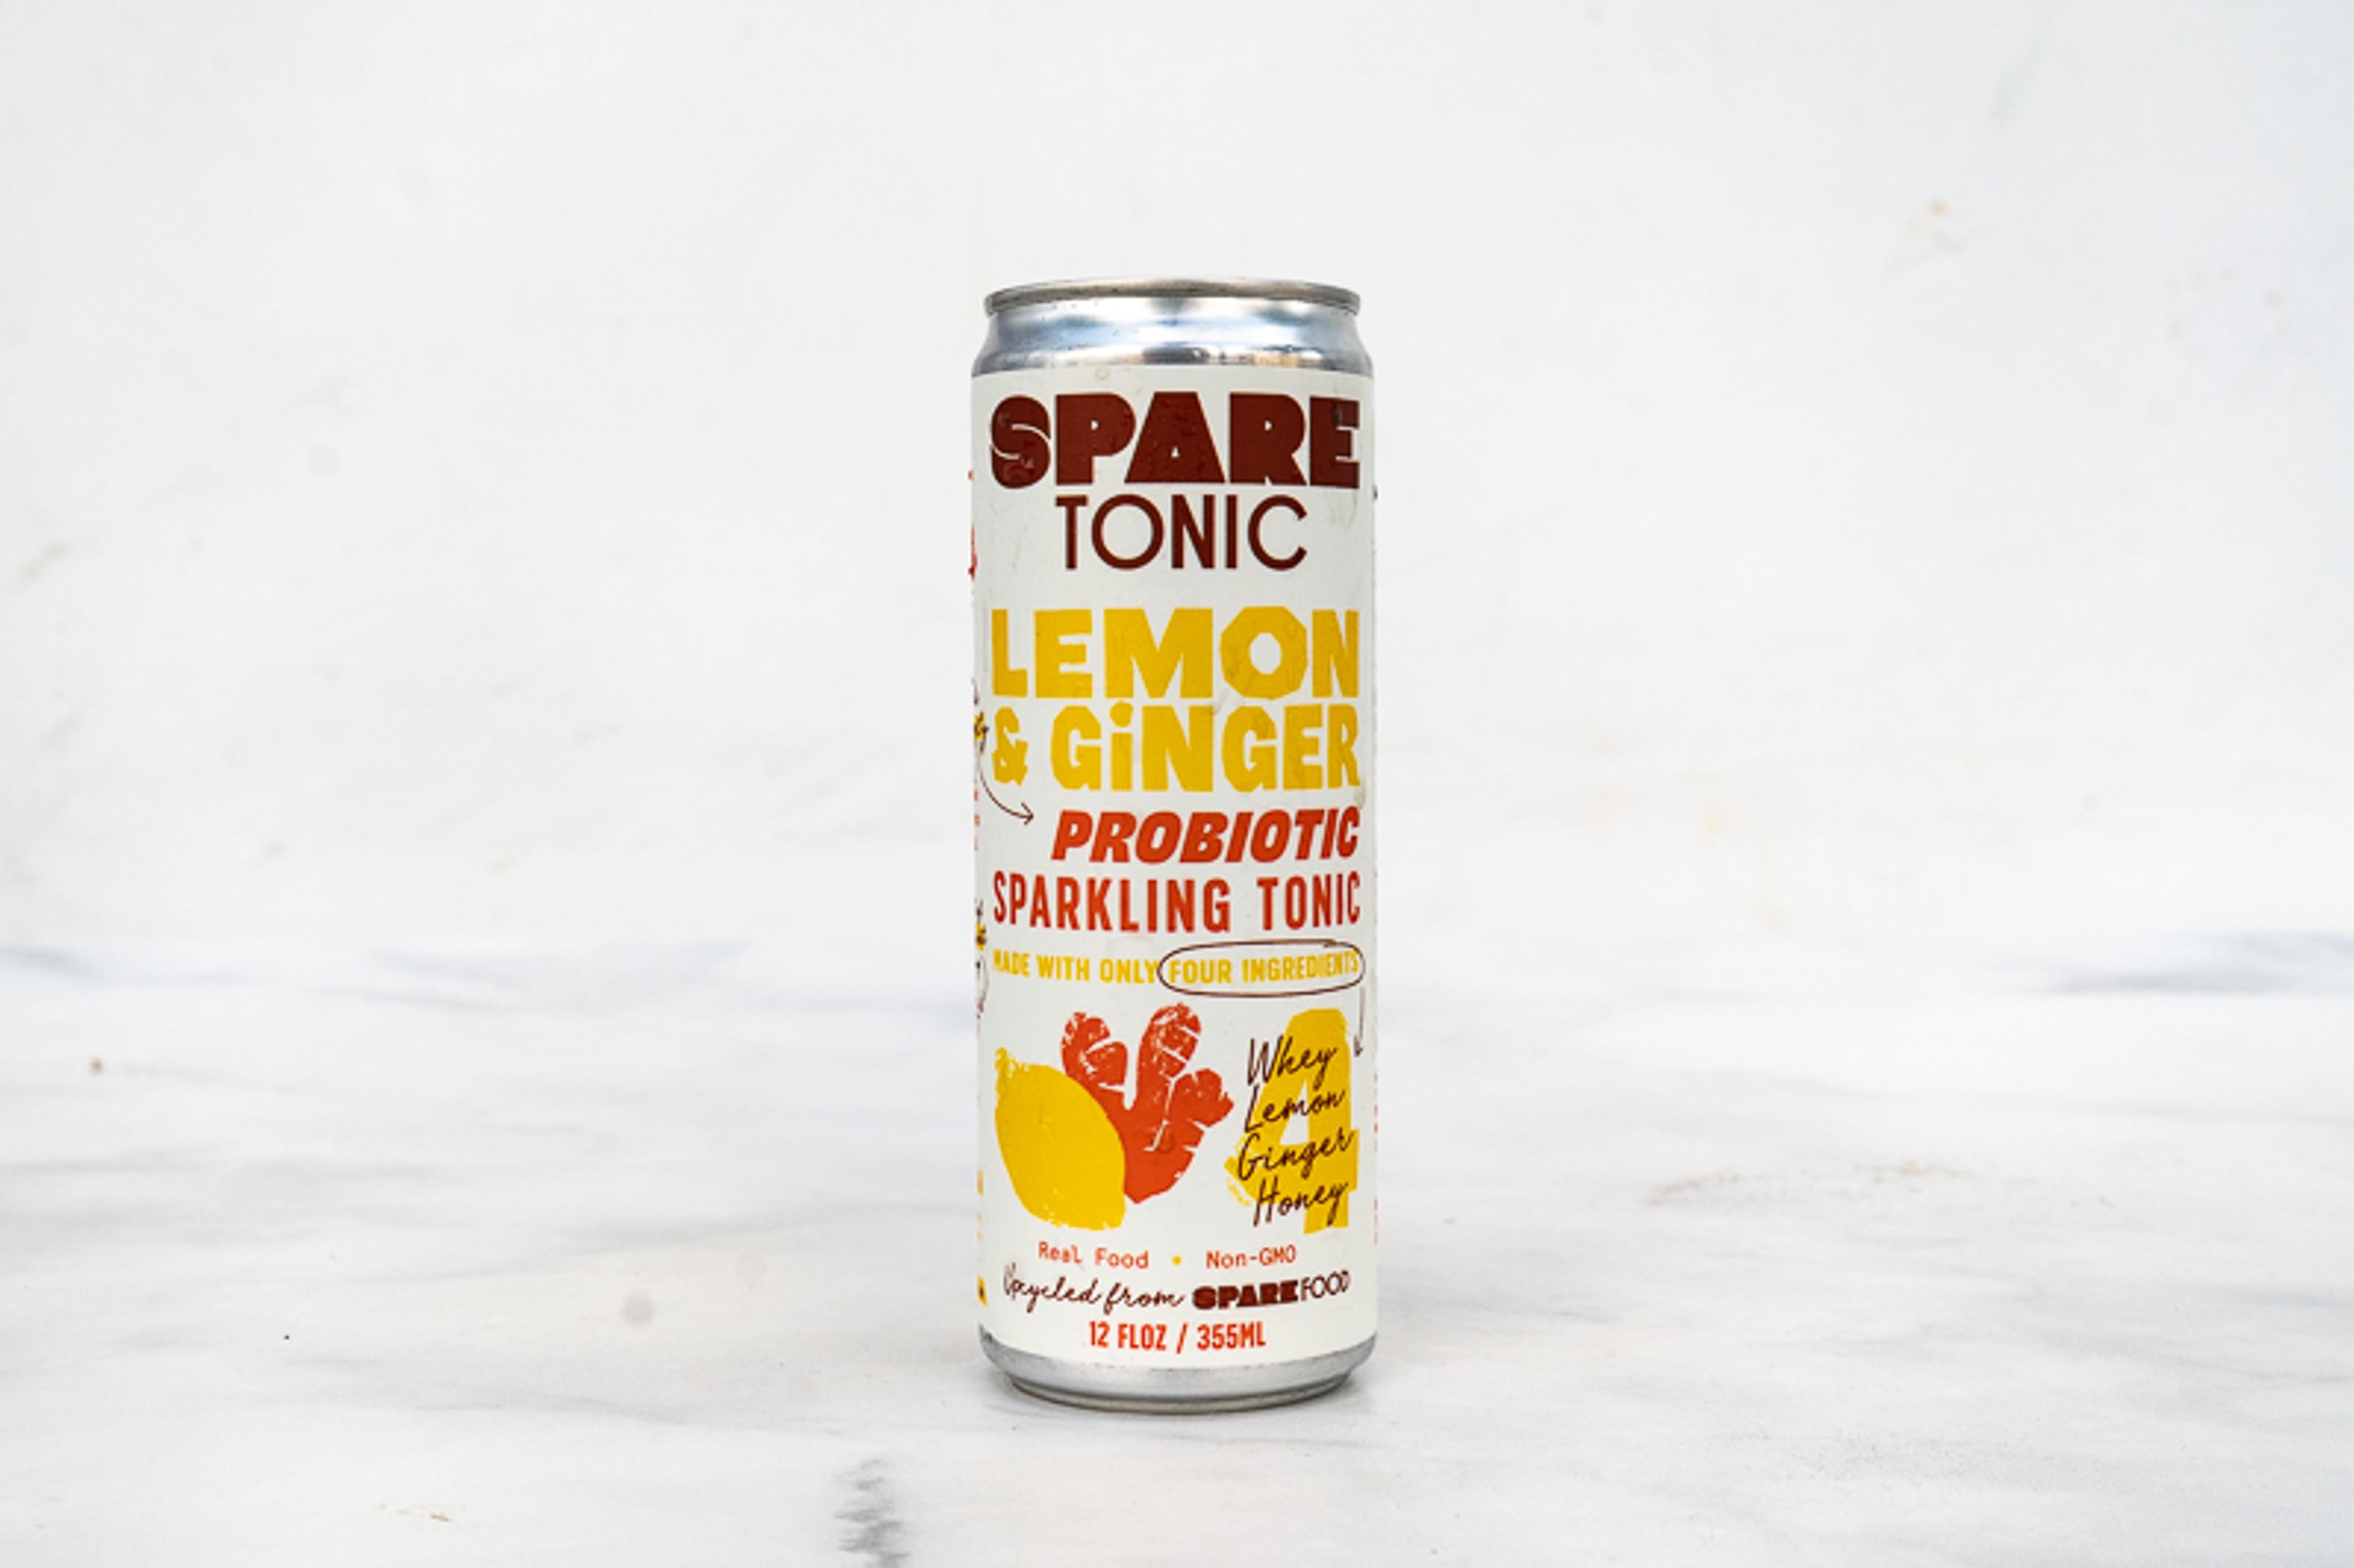 SPARE
TONIC
LEMON
& GiNGER
PROBIOTIC
SPARKLING TONIC
MADE WITH ONLY FOUR INGREDIENTS
4
Whey
Lemon
Ginger
Honey
Real Food • Non-GMO
Upcycled from SPARE FOOD
12 FLOZ / 355ML